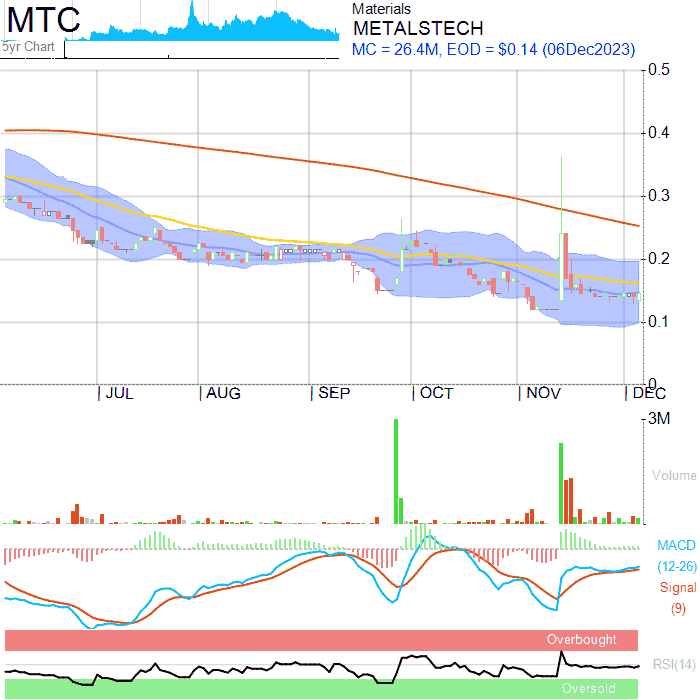 MTC
5yr Chart
Materials
METALSTECH
MC = 26.4M, EOD = $0.14 (06Dec2023)
0.5
0.4
0.3
0.2
0.1
0
JUL AUG SEP OCT NOV DEC
3M
Volume
MACD
(12-26)
Signal
(9)
Overbought
RSI(14)
Oversold